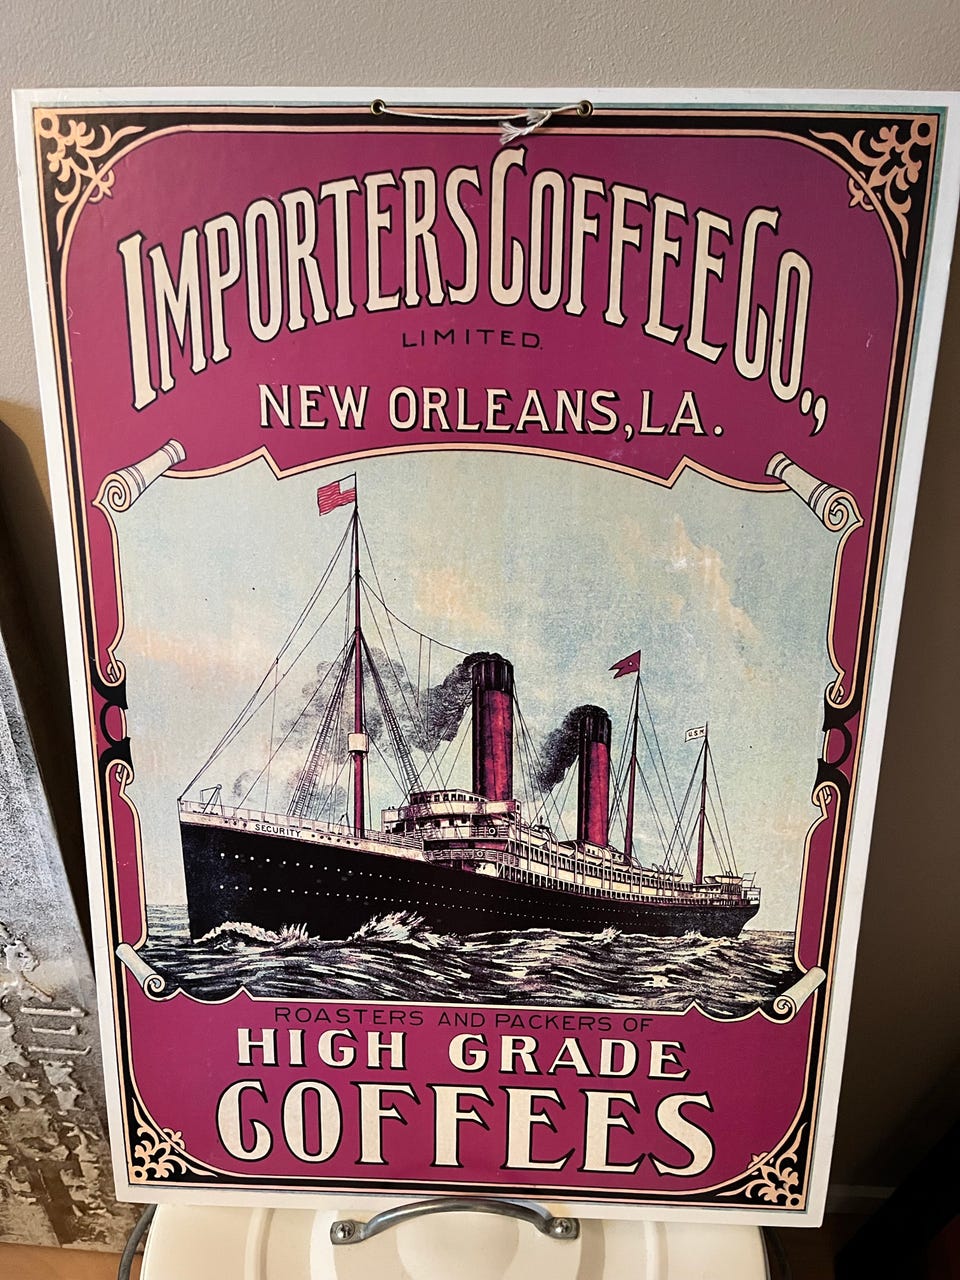 IMPORTERS COFFEE CO.,
LIMITED.
NEW ORLEANS, LA.
U.S.M.
SECURITY
ROASTERS AND PACKERS OF
HIGH GRADE
COFFEES